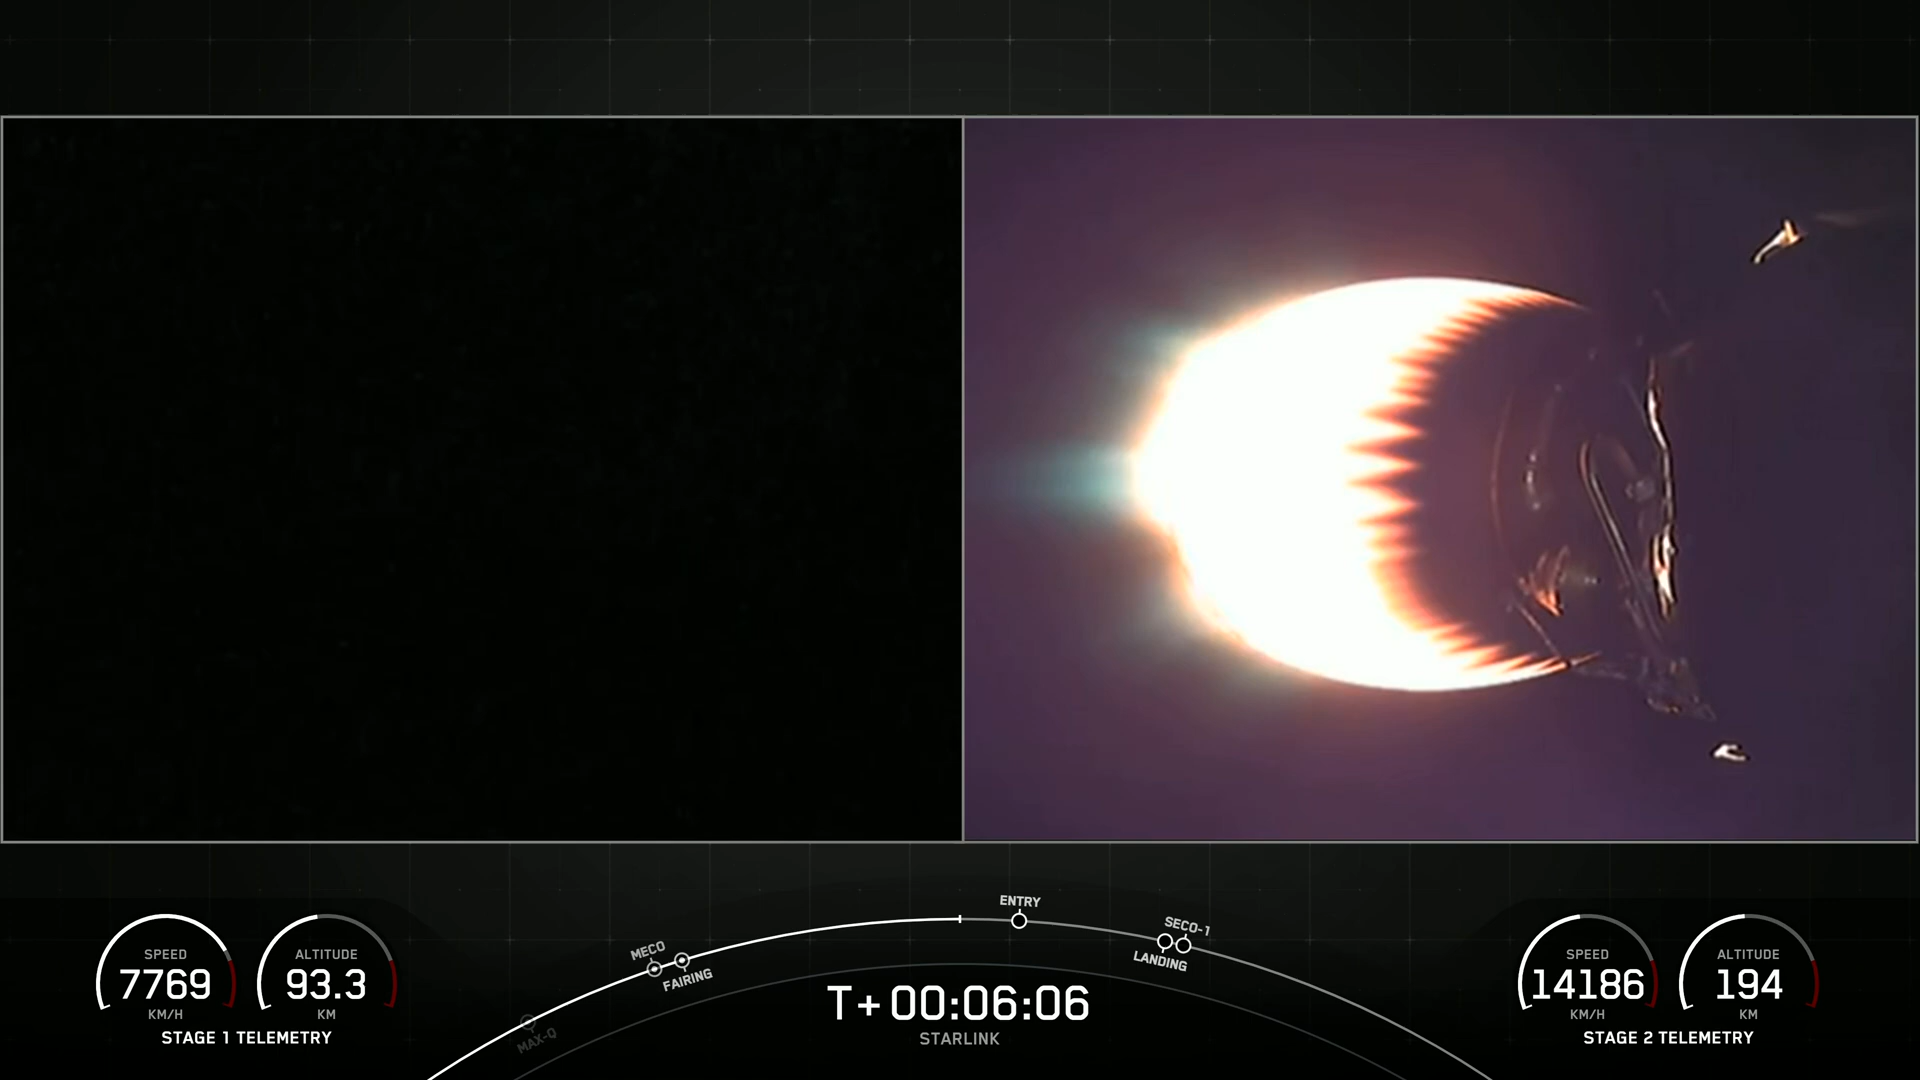 ENTRY
MECO
FAIRING
SECO-1
LANDING
MAX-Q
SPEED
7769
KM/H
ALTITUDE
93.3
KM
STAGE 1 TELEMETRY
T+00:06:06
STARLINK
SPEED
14186
KM/H
ALTITUDE
194
KM
STAGE 2 TELEMETRY